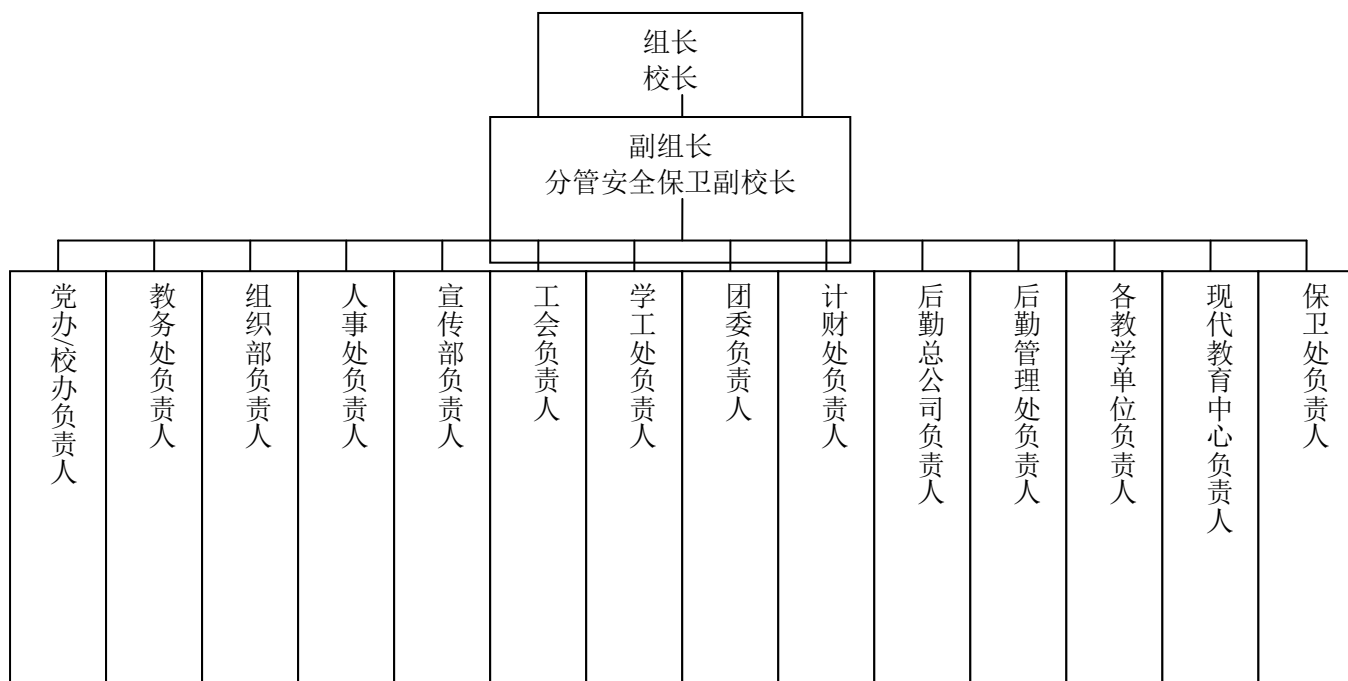 组长
校长
副组长
分管安全保卫副校长
党办/校办负责人
教务处负责人
组织部负责人
人事处负责人
宣传部负责人
工会负责人
学工处负责人
团委负责人
计财处负责人
后勤总公司负责人
后勤管理处负责人
各教学单位负责人
现代教育中心负责人
保卫处负责人